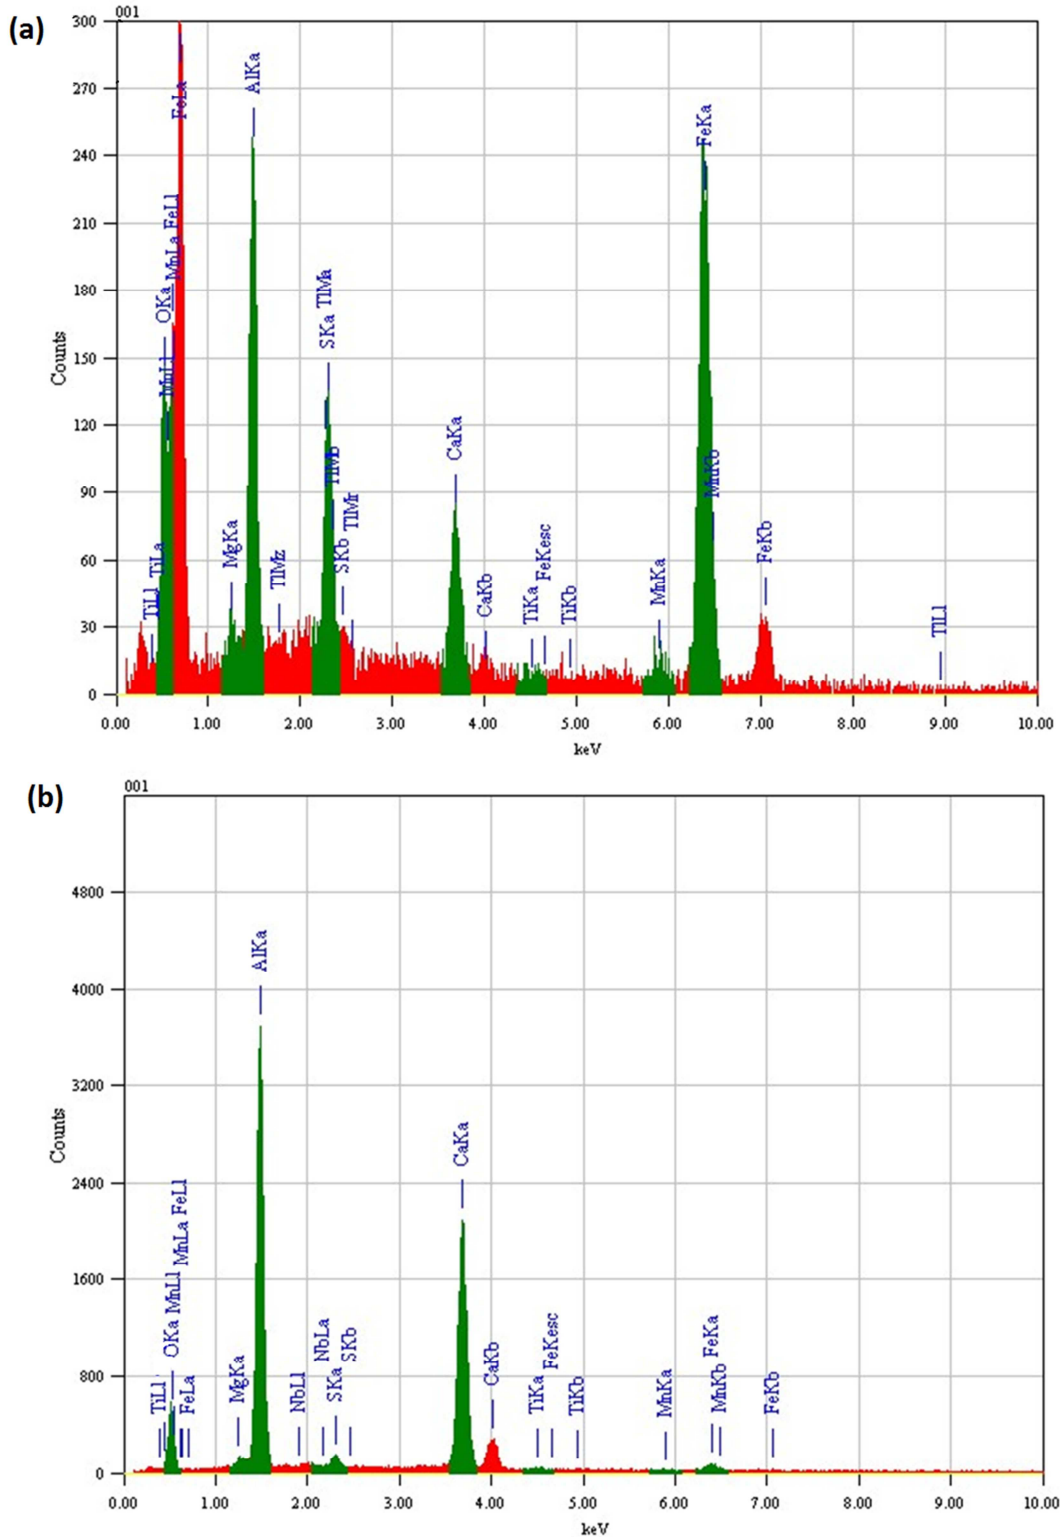 (a)
001
300
270
240
210
180
150
120
90
60
30
0
Counts
TiLl
TiLa
OKa
MnLl
MnLa FeLl
FeLa
MgKa
AlKa
TlMz
SKa TlMa
TlMb
SKb TlMr
CaKa
CaKb
TiKa FeKesc
TiKb
MnKa
FeKa
MnKb
FeKb
TlLl
0.00 1.00 2.00 3.00 4.00 5.00 6.00 7.00 8.00 9.00 10.00
keV
(b)
001
4800
4000
3200
2400
1600
800
0
Counts
TiLl
OKa MnLl MnLa FeLl
FeLa
MgKa
AlKa
NbLl
NbLa
SKa
SKb
CaKa
CaKb
TiKa FeKesc
TiKb
MnKa
FeKa
MnKb
FeKb
0.00 1.00 2.00 3.00 4.00 5.00 6.00 7.00 8.00 9.00 10.00
keV